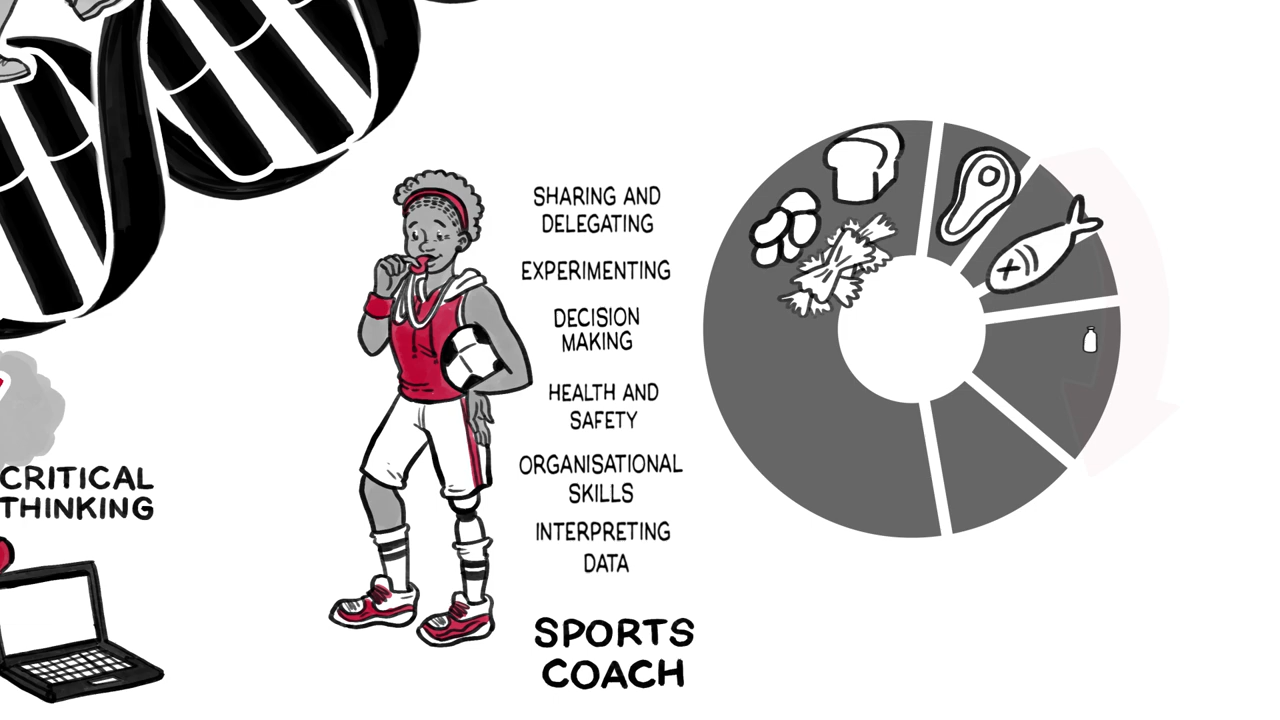 CRITICAL
THINKING
SHARING AND
DELEGATING
EXPERIMENTING
DECISION
MAKING
HEALTH AND
SAFETY
ORGANISATIONAL
SKILLS
INTERPRETING
DATA
SPORTS
COACH